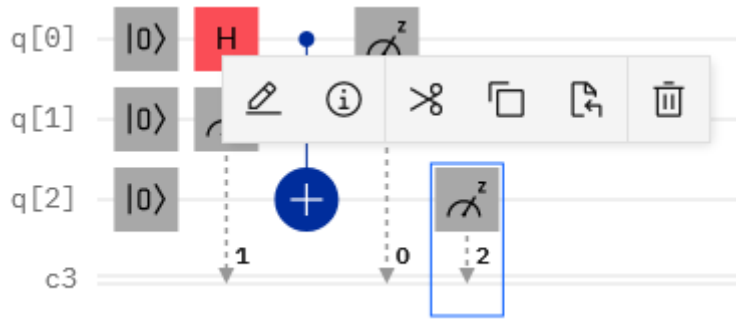 q[0] |0⟩ H z
q[1] |0⟩
q[2] |0⟩ + z
1 0 2
c3